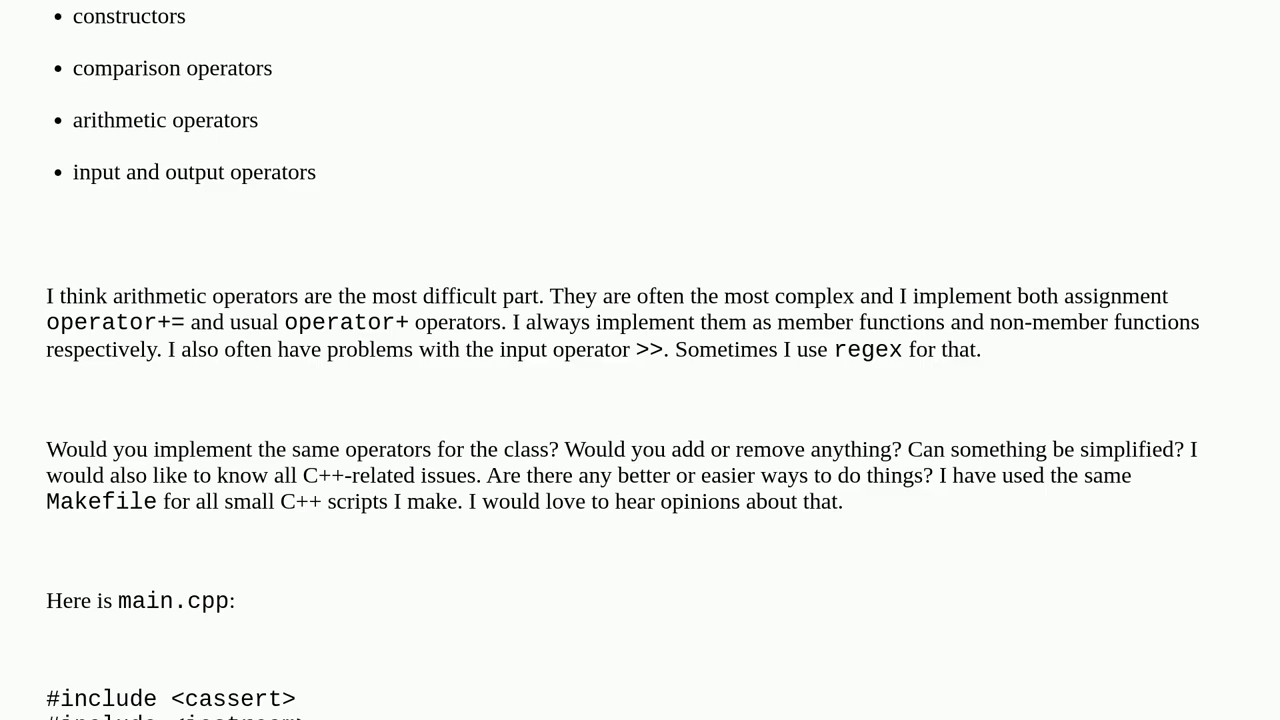 • constructors
• comparison operators
• arithmetic operators
• input and output operators
I think arithmetic operators are the most difficult part. They are often the most complex and I implement both assignment
operator+= and usual operator+ operators. I always implement them as member functions and non-member functions
respectively. I also often have problems with the input operator >>. Sometimes I use regex for that.
Would you implement the same operators for the class? Would you add or remove anything? Can something be simplified? I
would also like to know all C++-related issues. Are there any better or easier ways to do things? I have used the same
Makefile for all small C++ scripts I make. I would love to hear opinions about that.
Here is main.cpp:
#include <cassert>
#include <iostream>